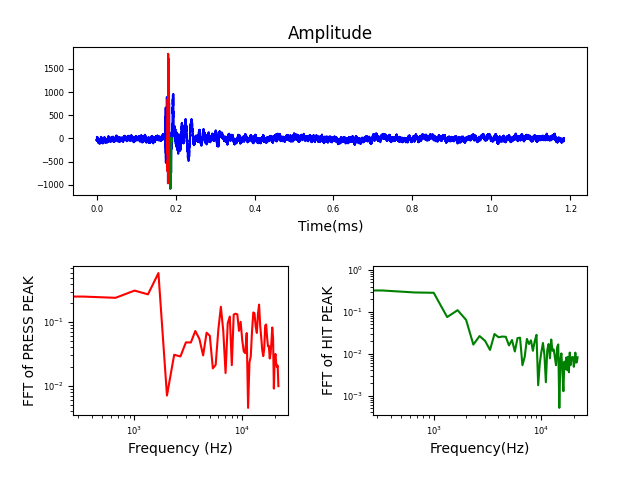 Amplitude
1500
1000
500
0
−500
−1000
0.0 0.2 0.4 0.6 0.8 1.0 1.2
Time(ms)
FFT of PRESS PEAK
10⁻¹
10⁻²
10³ 10⁴
Frequency (Hz)
FFT of HIT PEAK
10⁰
10⁻¹
10⁻²
10⁻³
10³ 10⁴
Frequency(Hz)